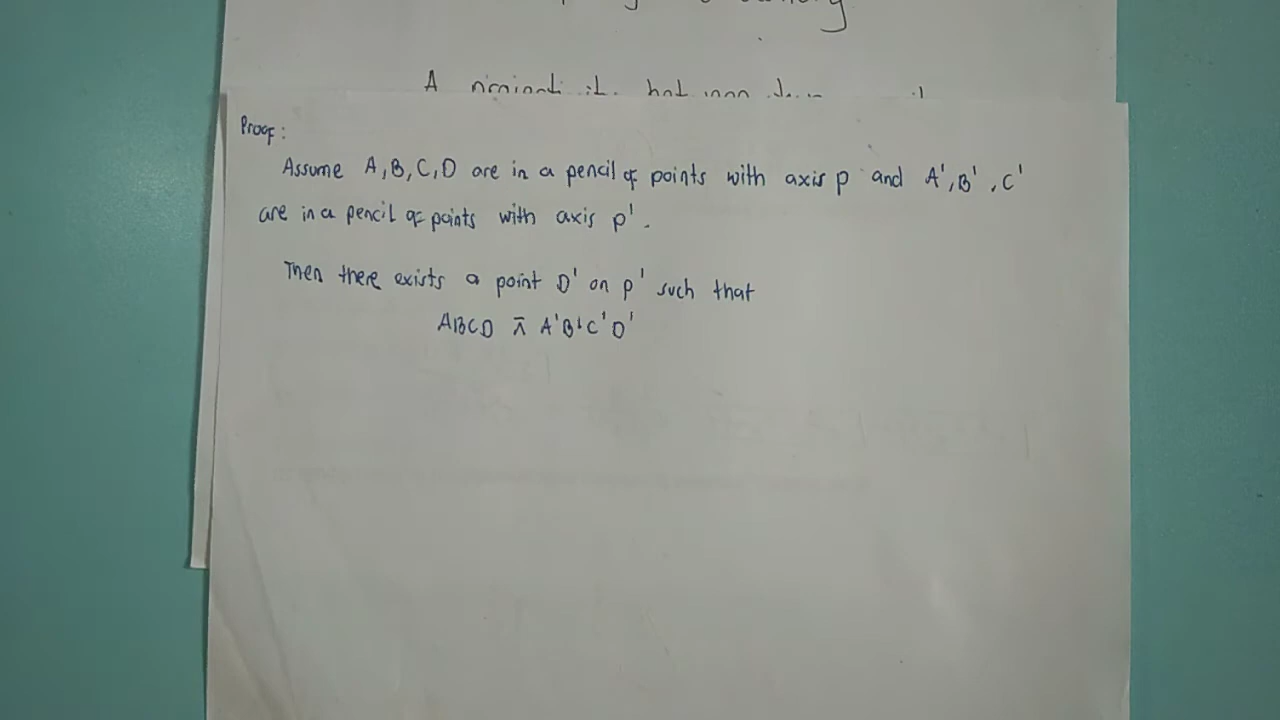 A
Proof:
Assume A,B,C,D are in a pencil of points with axis p and A',B',C'
are in a pencil of points with axis p'.
Then there exists a point D' on p' such that
ABCD ⊼ A'B'C'D'